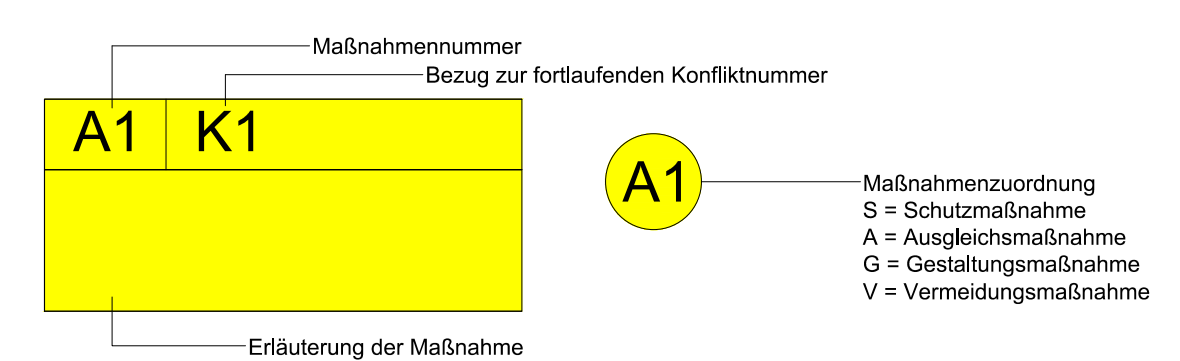 Maßnahmennummer
Bezug zur fortlaufenden Konfliktnummer
A1 K1
A1
Maßnahmenzuordnung
S = Schutzmaßnahme
A = Ausgleichsmaßnahme
G = Gestaltungsmaßnahme
V = Vermeidungsmaßnahme
Erläuterung der Maßnahme